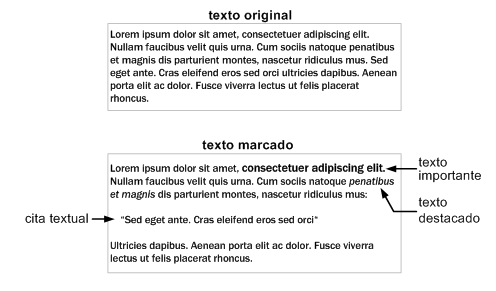 texto original
Lorem ipsum dolor sit amet, consectetuer adipiscing elit.
Nullam faucibus velit quis urna. Cum sociis natoque penatibus
et magnis dis parturient montes, nascetur ridiculus mus. Sed
eget ante. Cras eleifend eros sed orci ultricies dapibus. Aenean
porta elit ac dolor. Fusce viverra lectus ut felis placerat
rhoncus.
texto marcado
Lorem ipsum dolor sit amet, consectetuer adipiscing elit.
Nullam faucibus velit quis urna. Cum sociis natoque penatibus
et magnis dis parturient montes, nascetur ridiculus mus:
texto
importante
texto
destacado
cita textual
"Sed eget ante. Cras eleifend eros sed orci"
Ultricies dapibus. Aenean porta elit ac dolor. Fusce viverra
lectus ut felis placerat rhoncus.